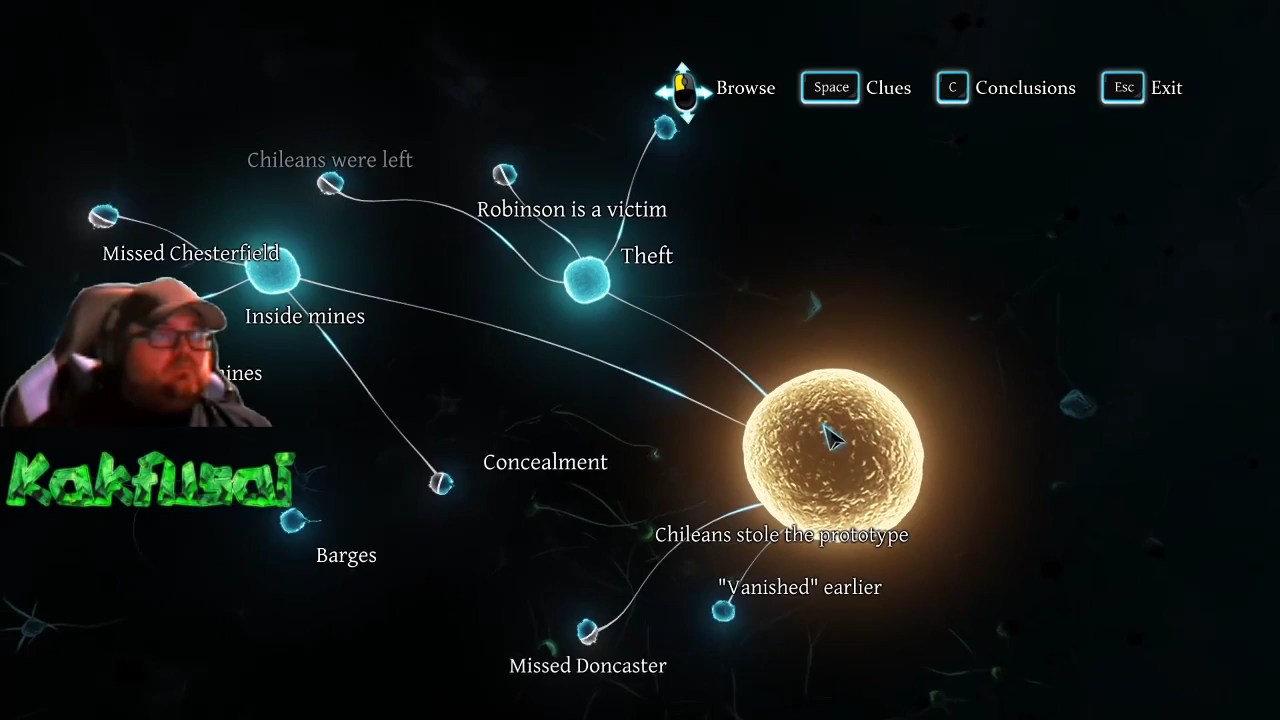 Browse
Space Clues
C Conclusions
Esc Exit
Chileans were left
Robinson is a victim
Missed Chesterfield
Theft
Inside mines
Concealment
Kakfusai
Chileans stole the prototype
Barges
"Vanished" earlier
Missed Doncaster